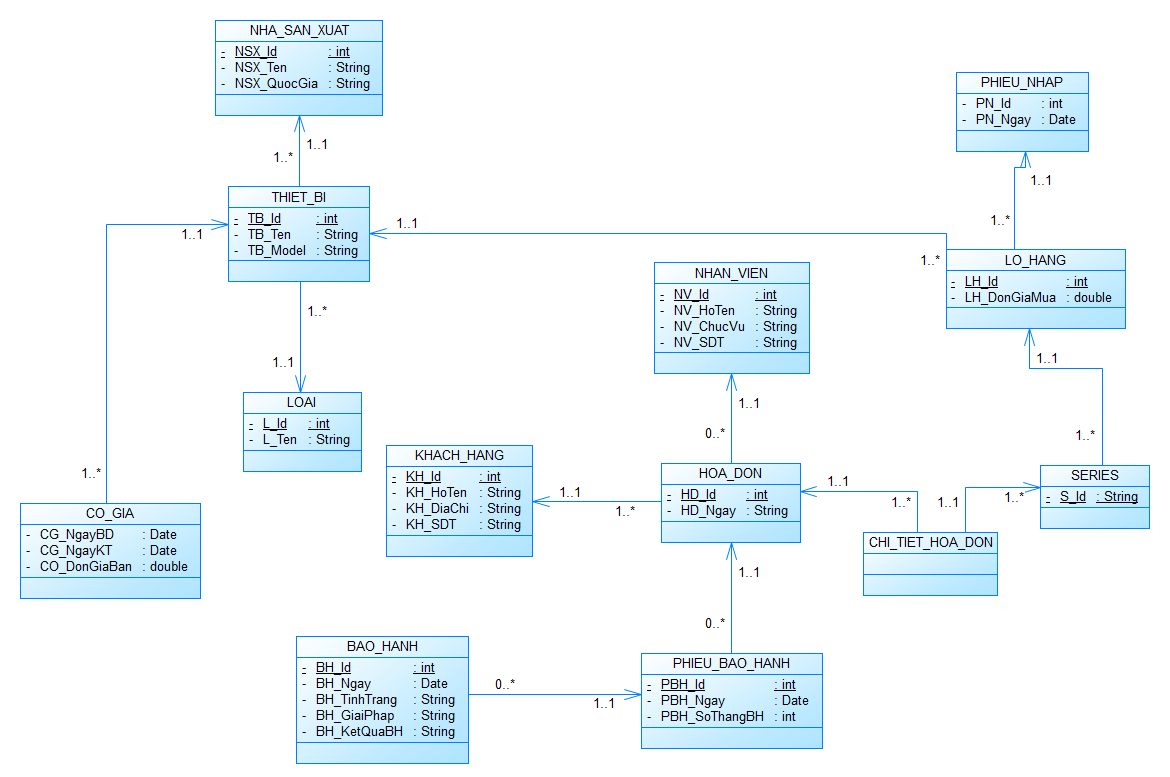 NHA_SAN_XUAT
- NSX_Id : int
- NSX_Ten : String
- NSX_QuocGia : String
1..1
1..*
PHIEU_NHAP
- PN_Id : int
- PN_Ngay : Date
1..1
1..*
THIET_BI
- TB_Id : int
- TB_Ten : String
- TB_Model : String
1..1
1..1
1..*
LO_HANG
- LH_Id : int
- LH_DonGiaMua : double
NHAN_VIEN
- NV_Id : int
- NV_HoTen : String
- NV_ChucVu : String
- NV_SDT : String
1..*
1..1
1..1
1..*
LOAI
- L_Id : int
- L_Ten : String
1..1
0..*
1..*
CO_GIA
- CG_NgayBD : Date
- CG_NgayKT : Date
- CO_DonGiaBan : double
KHACH_HANG
- KH_Id : int
- KH_HoTen : String
- KH_DiaChi : String
- KH_SDT : String
1..1
1..*
HOA_DON
- HD_Id : int
- HD_Ngay : String
1..1
1..*
SERIES
- S_Id : String
1..*
1..1
CHI_TIET_HOA_DON
1..1
0..*
BAO_HANH
- BH_Id : int
- BH_Ngay : Date
- BH_TinhTrang : String
- BH_GiaiPhap : String
- BH_KetQuaBH : String
0..*
1..1
PHIEU_BAO_HANH
- PBH_Id : int
- PBH_Ngay : Date
- PBH_SoThangBH : int